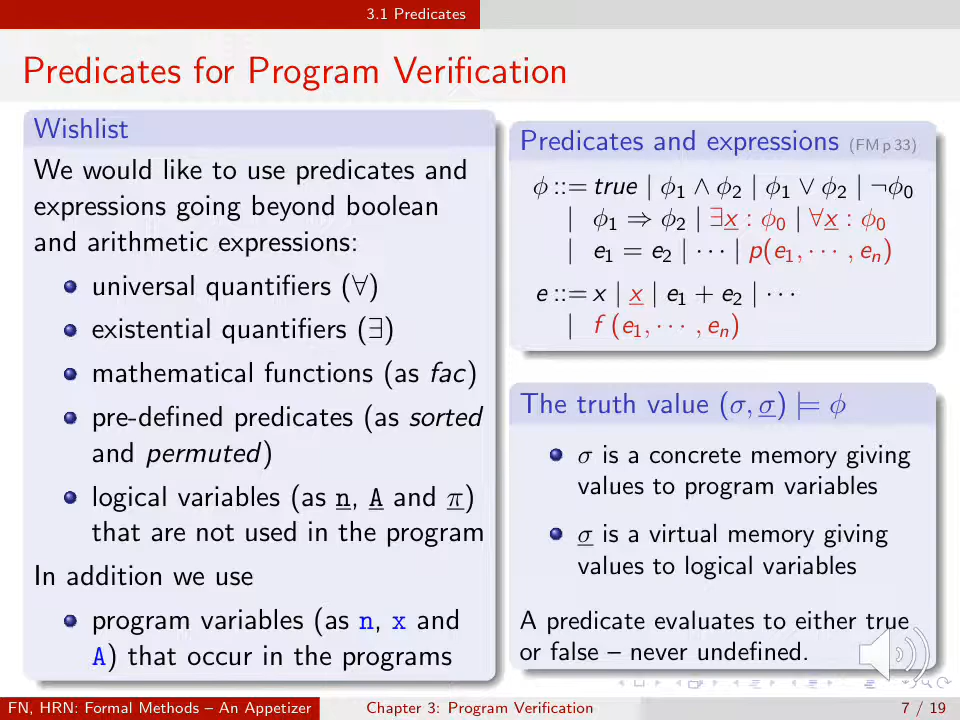 3.1 Predicates
Predicates for Program Verification
Wishlist
We would like to use predicates and
expressions going beyond boolean
and arithmetic expressions:
universal quantifiers (∀)
existential quantifiers (∃)
mathematical functions (as fac)
pre-defined predicates (as sorted
and permuted)
logical variables (as n̲, A̲ and π̲)
that are not used in the program
In addition we use
program variables (as n, x and
A) that occur in the programs
Predicates and expressions (FM p 33)
ϕ ::= true | ϕ₁ ∧ ϕ₂ | ϕ₁ ∨ ϕ₂ | ¬ϕ₀
| ϕ₁ ⇒ ϕ₂ | ∃x̲ : ϕ₀ | ∀x̲ : ϕ₀
| e₁ = e₂ | ··· | p(e₁, ··· , eₙ)
e ::= x | x̲ | e₁ + e₂ | ···
| f (e₁, ··· , eₙ)
The truth value (σ, σ̲) ⊨ ϕ
σ is a concrete memory giving
values to program variables
σ̲ is a virtual memory giving
values to logical variables
A predicate evaluates to either true
or false – never undefined.
FN, HRN: Formal Methods – An Appetizer
Chapter 3: Program Verification
7 / 19